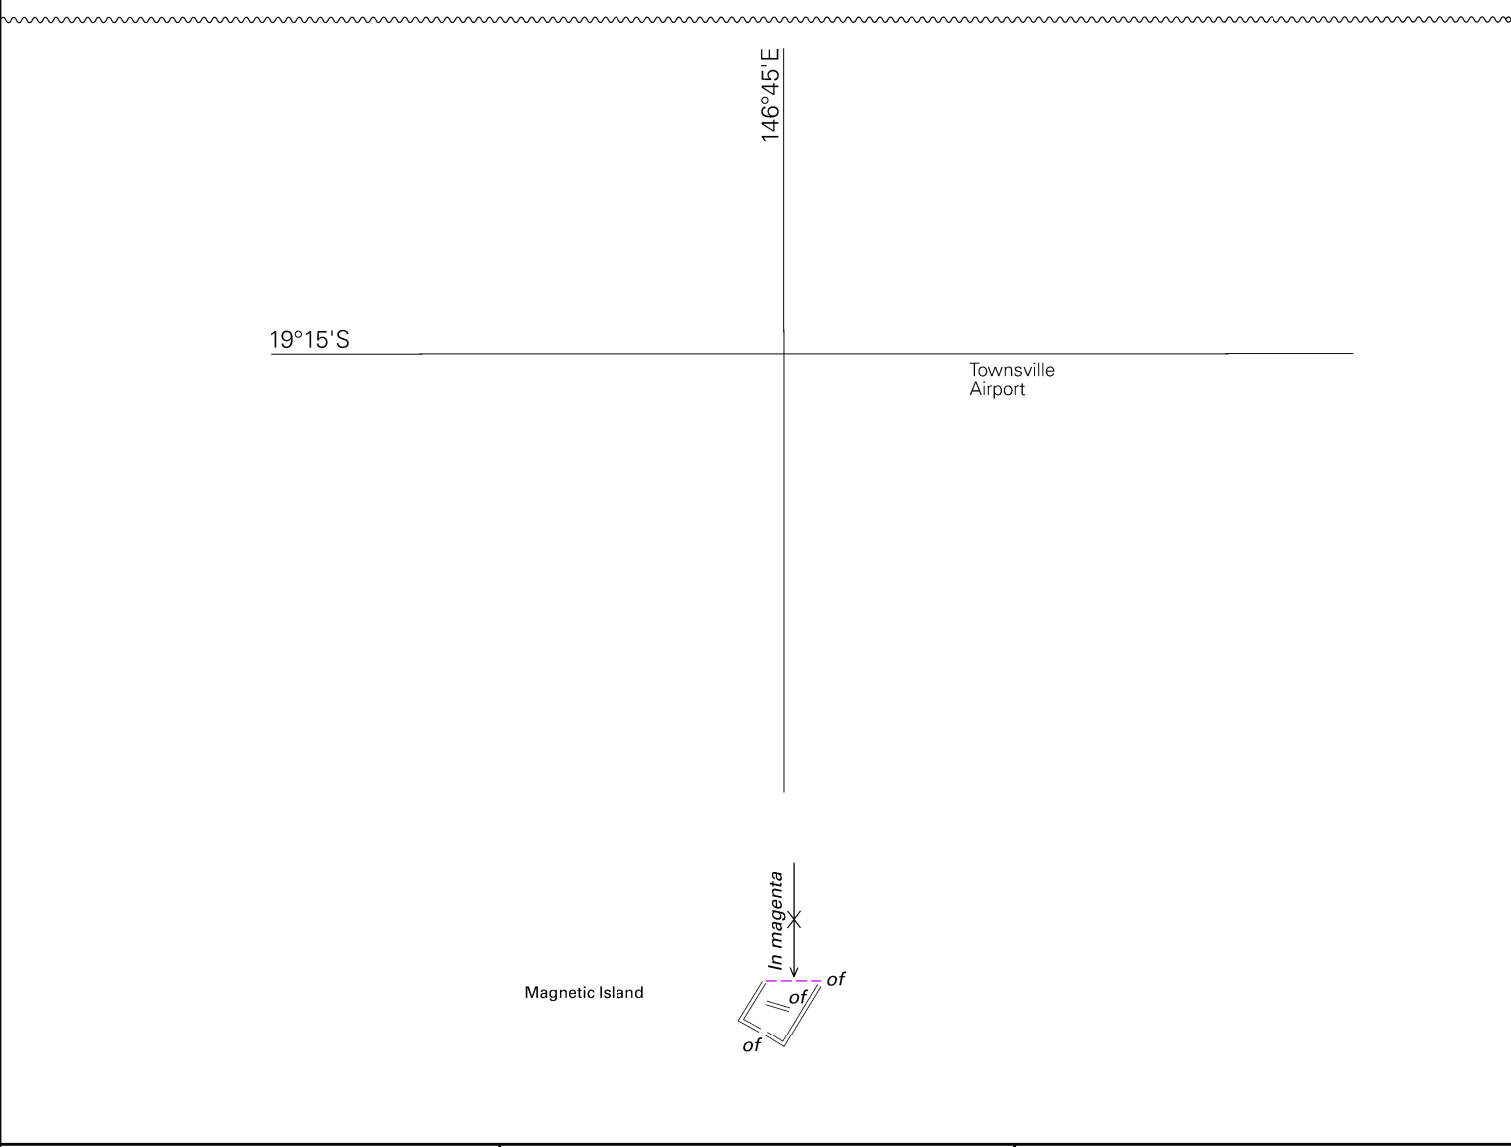 146°45'E
19°15'S
Townsville
Airport
In magenta
of
Magnetic Island
of
of